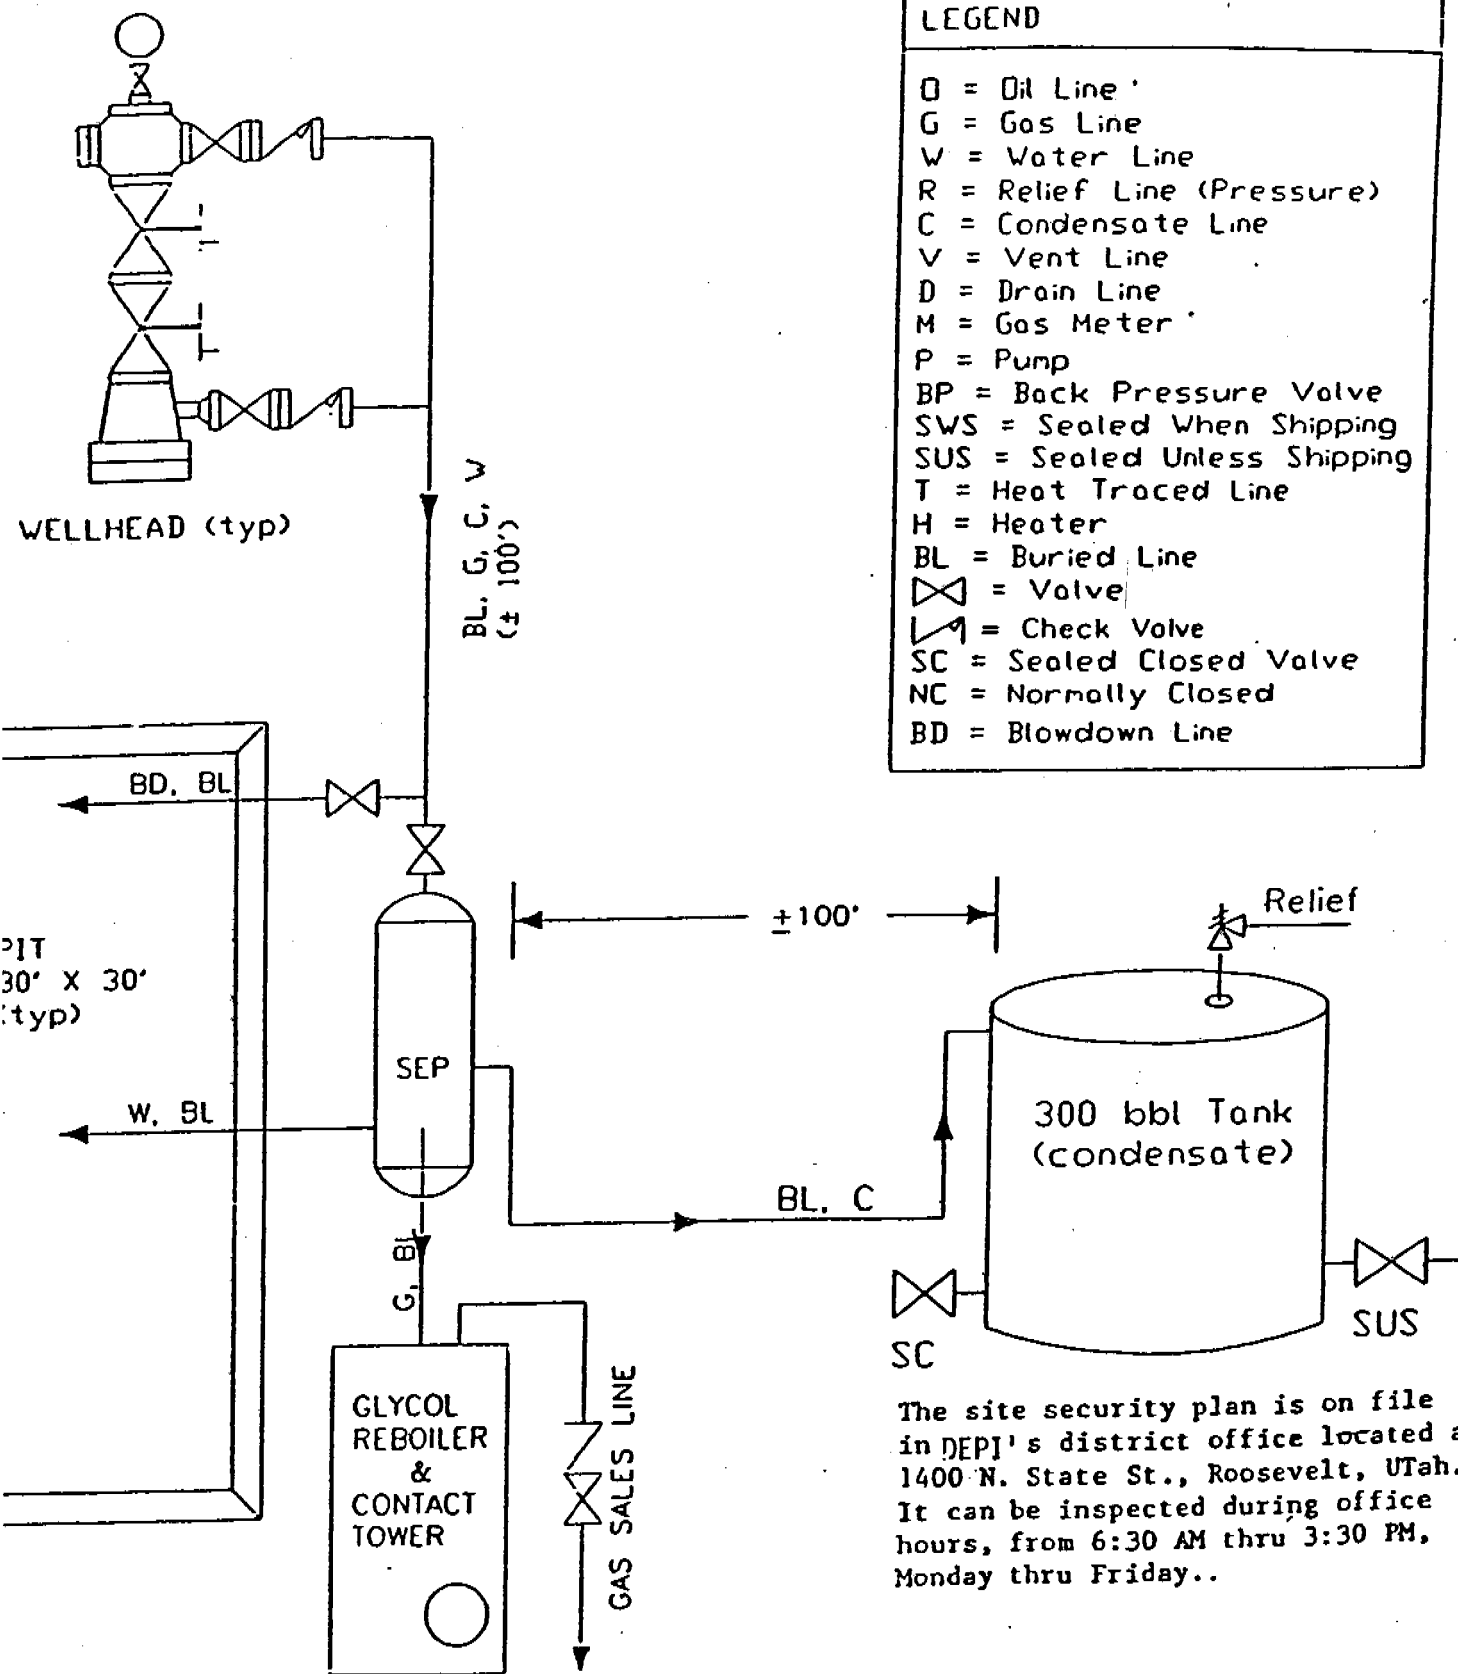 LEGEND
O = Oil Line
G = Gas Line
W = Water Line
R = Relief Line (Pressure)
C = Condensate Line
V = Vent Line
D = Drain Line
M = Gas Meter
P = Pump
BP = Back Pressure Valve
SWS = Sealed When Shipping
SUS = Sealed Unless Shipping
T = Heat Traced Line
H = Heater
BL = Buried Line
= Valve
= Check Valve
SC = Sealed Closed Valve
NC = Normally Closed
BD = Blowdown Line
WELLHEAD (typ)
BL, G, C, W
(± 100')
BD, BL
PIT
30' X 30'
(typ)
W, BL
SEP
±100'
Relief
300 bbl Tank
(condensate)
BL, C
G, BL
SC
SUS
GLYCOL
REBOILER
&
CONTACT
TOWER
GAS SALES LINE
The site security plan is on file
in DEPI's district office located a
1400 N. State St., Roosevelt, UTah.
It can be inspected during office
hours, from 6:30 AM thru 3:30 PM,
Monday thru Friday..